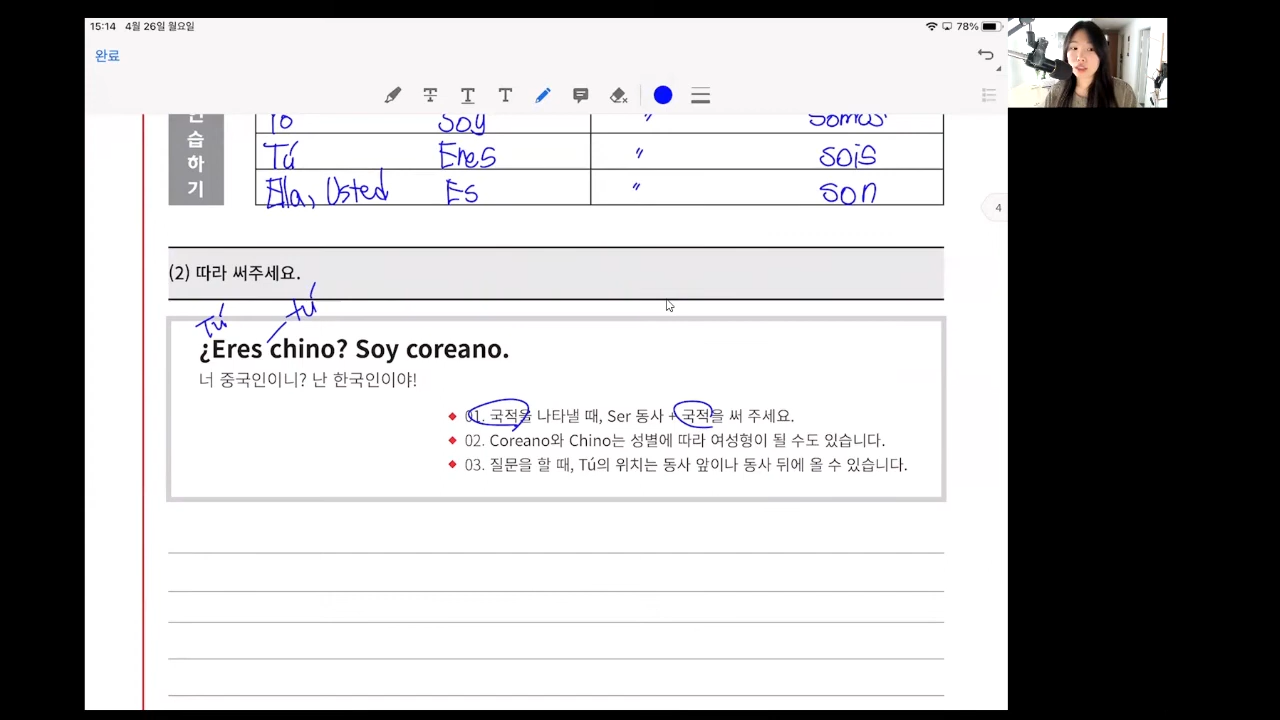 15:14 4월 26일 월요일 78%
완료
연습하기
Yo Soy 〃 Somos
Tú Eres 〃 sois
Ella, Usted Es 〃 son
4
(2) 따라 써주세요.
Tú tú
¿Eres chino? Soy coreano.
너 중국인이니? 난 한국인이야!
01. 국적을 나타낼 때, Ser 동사 + 국적을 써 주세요.
02. Coreano와 Chino는 성별에 따라 여성형이 될 수도 있습니다.
03. 질문을 할 때, Tú의 위치는 동사 앞이나 동사 뒤에 올 수 있습니다.